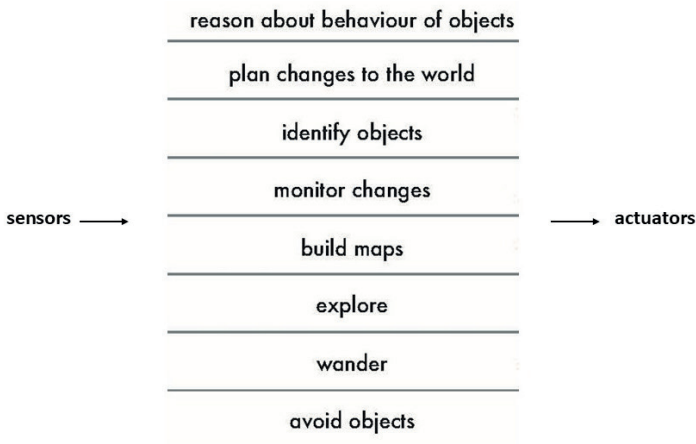 reason about behaviour of objects
plan changes to the world
identify objects
monitor changes
sensors
actuators
build maps
explore
wander
avoid objects